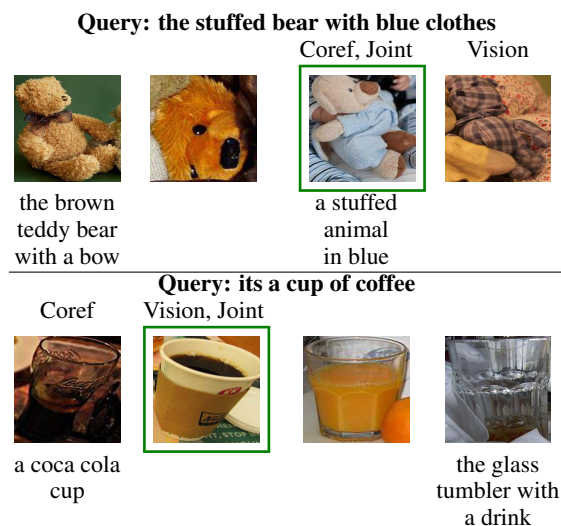 Query: the stuffed bear with blue clothes
Coref, Joint
Vision
the brown
teddy bear
with a bow
a stuffed
animal
in blue
Query: its a cup of coffee
Coref
Vision, Joint
a coca cola
cup
the glass
tumbler with
a drink